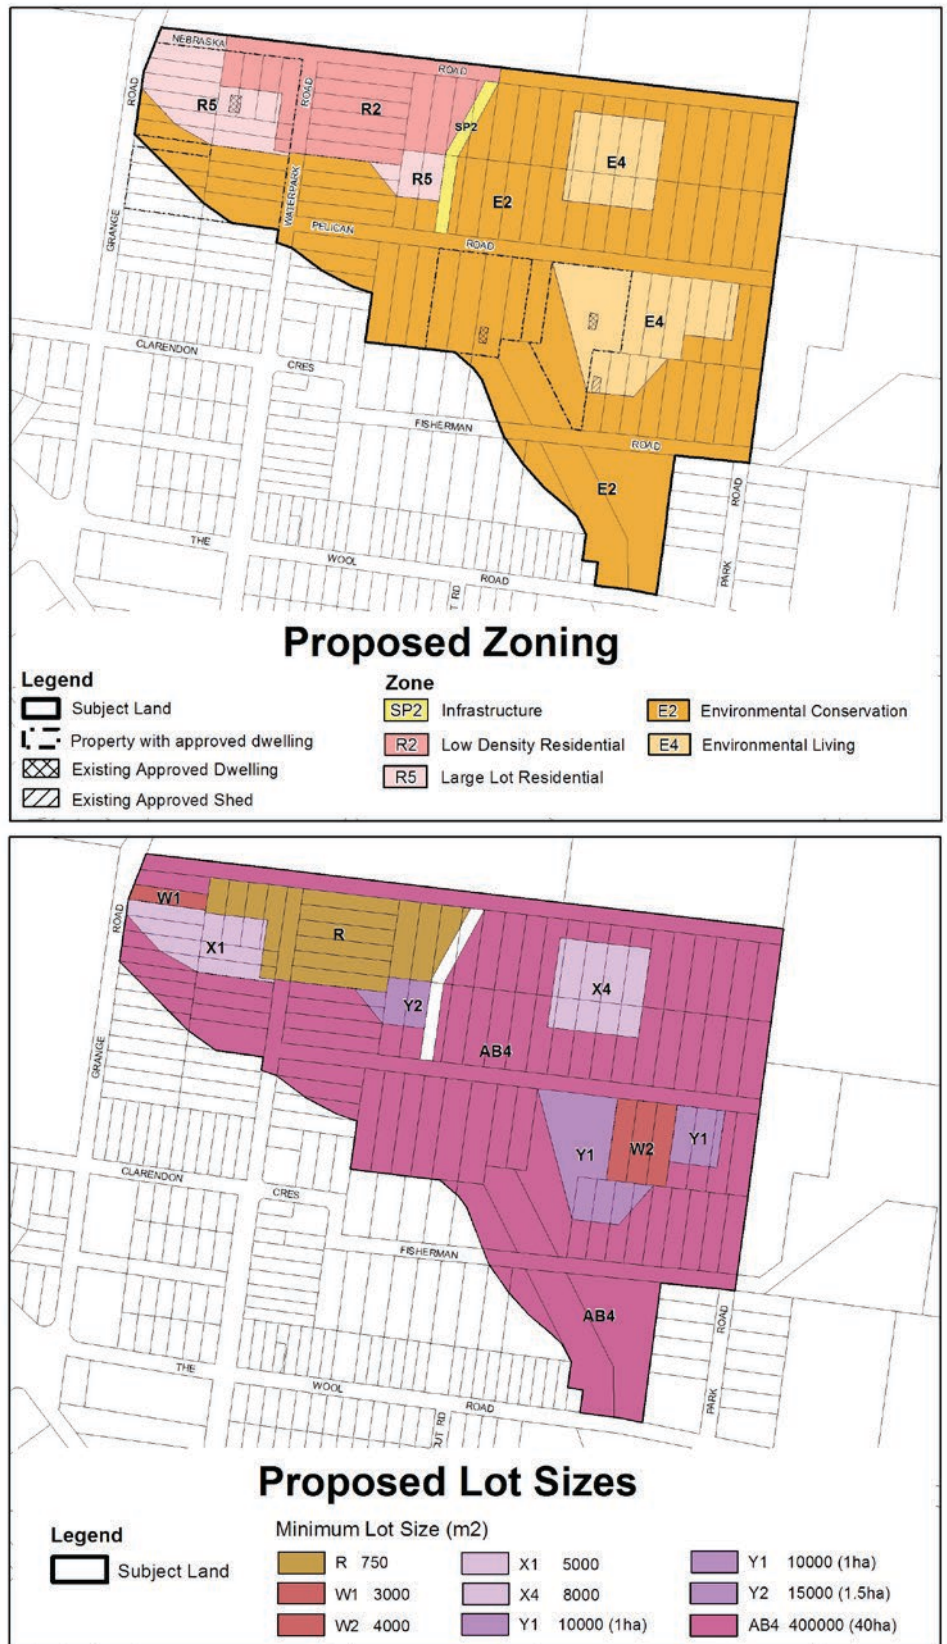 NEBRASKA
ROAD
ROAD
ROAD
R5
R2
SP2
E4
R5
E2
WATERPARK
GRANGE
PELICAN
ROAD
E4
CLARENDON
CRES
FISHERMAN
ROAD
E2
ROAD
THE
WOOL
ROAD
PARK
T RD
Proposed Zoning
Legend
Subject Land
Property with approved dwelling
Existing Approved Dwelling
Existing Approved Shed
Zone
SP2 Infrastructure
R2 Low Density Residential
R5 Large Lot Residential
E2 Environmental Conservation
E4 Environmental Living
W1
ROAD
R
X1
X4
Y2
GRANGE
AB4
Y1
W2
Y1
CLARENDON
CRES
FISHERMAN
AB4
ROAD
THE
WOOL
ROAD
PARK
UT RD
Proposed Lot Sizes
Legend
Subject Land
Minimum Lot Size (m2)
R 750
W1 3000
W2 4000
X1 5000
X4 8000
Y1 10000 (1ha)
Y1 10000 (1ha)
Y2 15000 (1.5ha)
AB4 400000 (40ha)